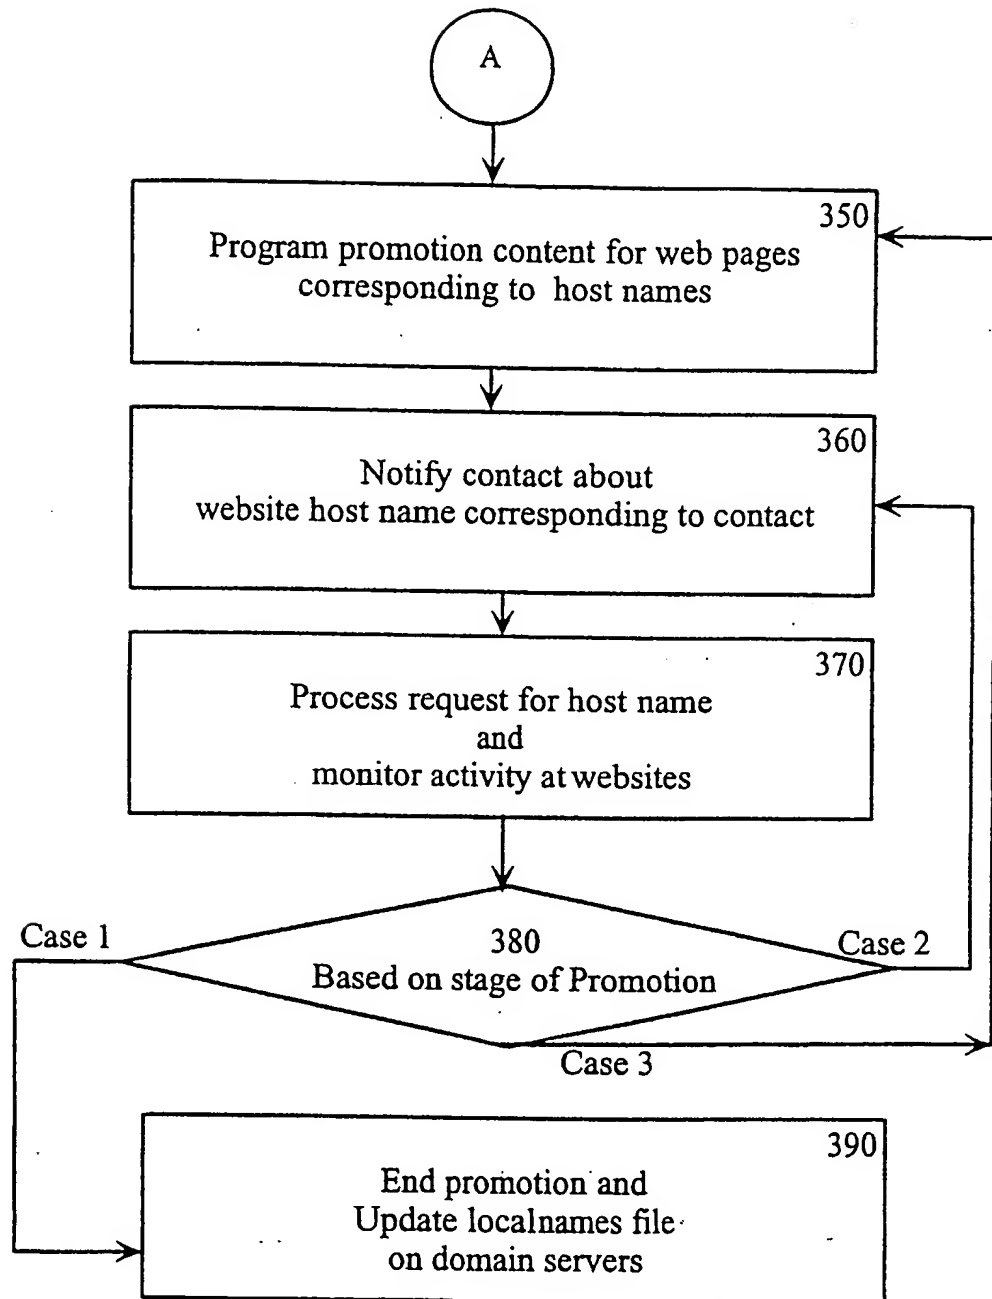 A
350
Program promotion content for web pages
corresponding to host names
360
Notify contact about
website host name corresponding to contact
370
Process request for host name
and
monitor activity at websites
Case 1
380
Case 2
Based on stage of Promotion
Case 3
390
End promotion and
Update localnames file
on domain servers